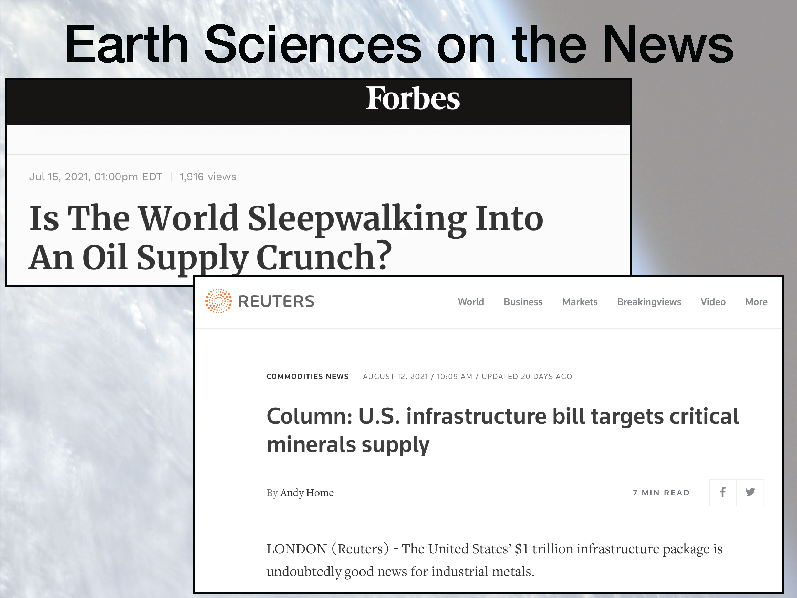 Earth Sciences on the News
Forbes
Jul 15, 2021, 01:00pm EDT | 1,916 views
Is The World Sleepwalking Into
An Oil Supply Crunch?
REUTERS World Business Markets Breakingviews Video More
COMMODITIES NEWS AUGUST 12, 2021 / 10:09 AM / UPDATED 20 DAYS AGO
Column: U.S. infrastructure bill targets critical
minerals supply
By Andy Home 7 MIN READ
LONDON (Reuters) - The United States’ $1 trillion infrastructure package is
undoubtedly good news for industrial metals.